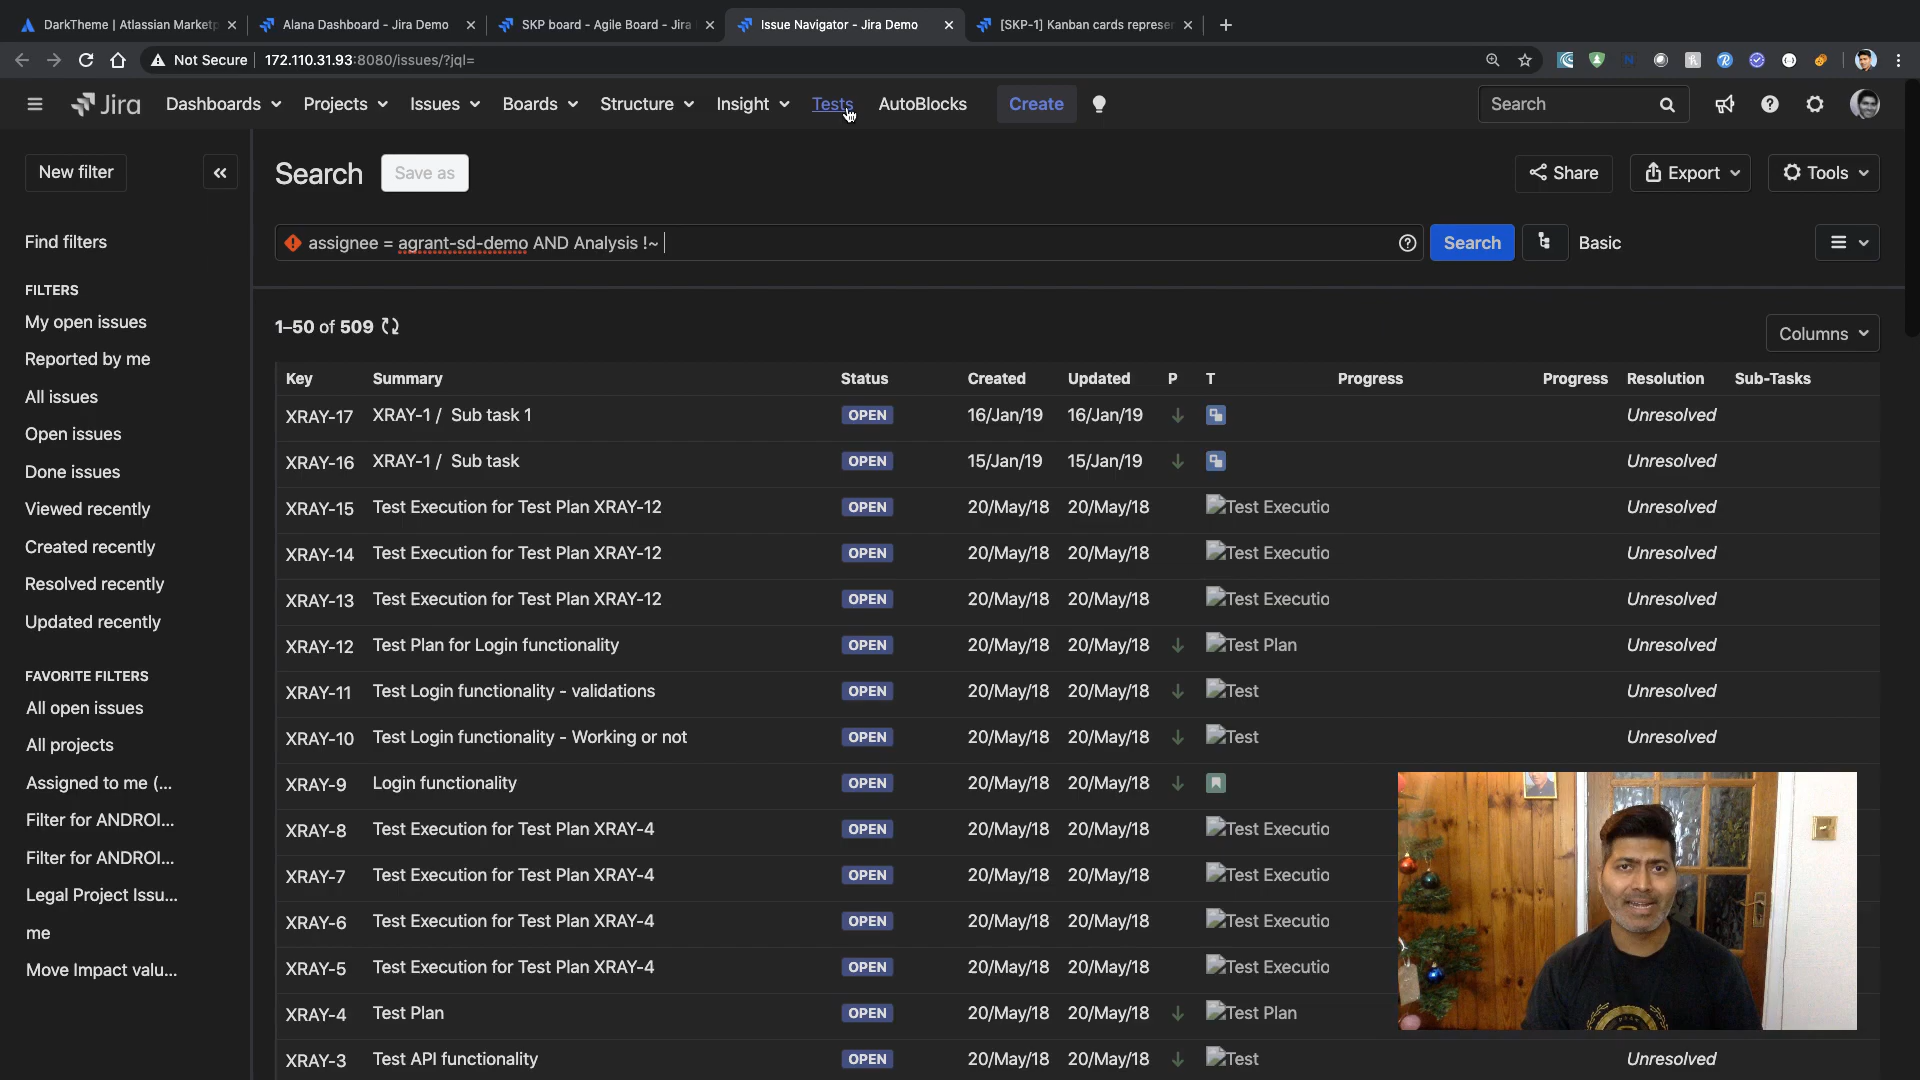 DarkTheme | Atlassian Marketp
Alana Dashboard - Jira Demo
SKP board - Agile Board - Jira
Issue Navigator - Jira Demo
[SKP-1] Kanban cards represe
Not Secure
172.110.31.93:8080/issues/?jql=
Jira
Dashboards
Projects
Issues
Boards
Structure
Insight
Tests
AutoBlocks
Create
Search
New filter
Search
Save as
Share
Export
Tools
Find filters
assignee = agrant-sd-demo AND Analysis !~
Search
Basic
FILTERS
My open issues
Reported by me
All issues
Open issues
Done issues
Viewed recently
Created recently
Resolved recently
Updated recently
FAVORITE FILTERS
All open issues
All projects
Assigned to me (...
Filter for ANDROI...
Filter for ANDROI...
Legal Project Issu...
me
Move Impact valu...
1–50 of 509
Columns
Key Summary Status Created Updated P T Progress Progress Resolution Sub-Tasks
XRAY-17 XRAY-1 / Sub task 1 OPEN 16/Jan/19 16/Jan/19 Unresolved
XRAY-16 XRAY-1 / Sub task OPEN 15/Jan/19 15/Jan/19 Unresolved
XRAY-15 Test Execution for Test Plan XRAY-12 OPEN 20/May/18 20/May/18 Test Executio Unresolved
XRAY-14 Test Execution for Test Plan XRAY-12 OPEN 20/May/18 20/May/18 Test Executio Unresolved
XRAY-13 Test Execution for Test Plan XRAY-12 OPEN 20/May/18 20/May/18 Test Executio Unresolved
XRAY-12 Test Plan for Login functionality OPEN 20/May/18 20/May/18 Test Plan Unresolved
XRAY-11 Test Login functionality - validations OPEN 20/May/18 20/May/18 Test Unresolved
XRAY-10 Test Login functionality - Working or not OPEN 20/May/18 20/May/18 Test Unresolved
XRAY-9 Login functionality OPEN 20/May/18 20/May/18
XRAY-8 Test Execution for Test Plan XRAY-4 OPEN 20/May/18 20/May/18 Test Executio
XRAY-7 Test Execution for Test Plan XRAY-4 OPEN 20/May/18 20/May/18 Test Executio
XRAY-6 Test Execution for Test Plan XRAY-4 OPEN 20/May/18 20/May/18 Test Executio
XRAY-5 Test Execution for Test Plan XRAY-4 OPEN 20/May/18 20/May/18 Test Executio
XRAY-4 Test Plan OPEN 20/May/18 20/May/18 Test Plan
XRAY-3 Test API functionality OPEN 20/May/18 20/May/18 Test Unresolved